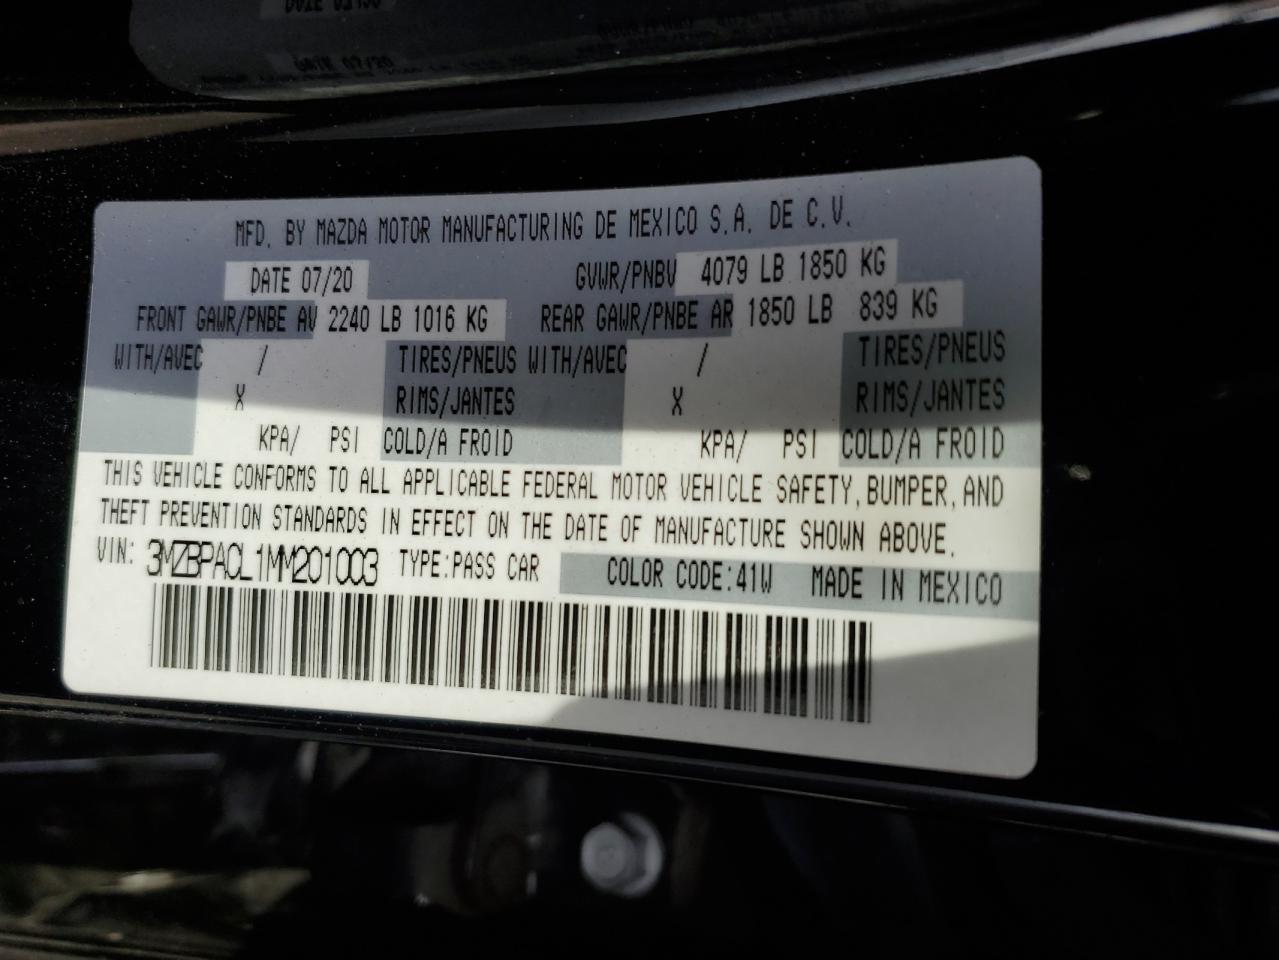 MFD. BY MAZDA MOTOR MANUFACTURING DE MEXICO S.A. DE C.V.
DATE 07/20 GVWR/PNBV 4079 LB 1850 KG
FRONT GAWR/PNBE AV 2240 LB 1016 KG REAR GAWR/PNBE AR 1850 LB 839 KG
WITH/AVEC / TIRES/PNEUS WITH/AVEC / TIRES/PNEUS
X RIMS/JANTES X RIMS/JANTES
KPA/ PSI COLD/A FROID KPA/ PSI COLD/A FROID
THIS VEHICLE CONFORMS TO ALL APPLICABLE FEDERAL MOTOR VEHICLE SAFETY, BUMPER, AND
THEFT PREVENTION STANDARDS IN EFFECT ON THE DATE OF MANUFACTURE SHOWN ABOVE.
VIN: 3MZBPACL1MM201003 TYPE:PASS CAR COLOR CODE:41W MADE IN MEXICO